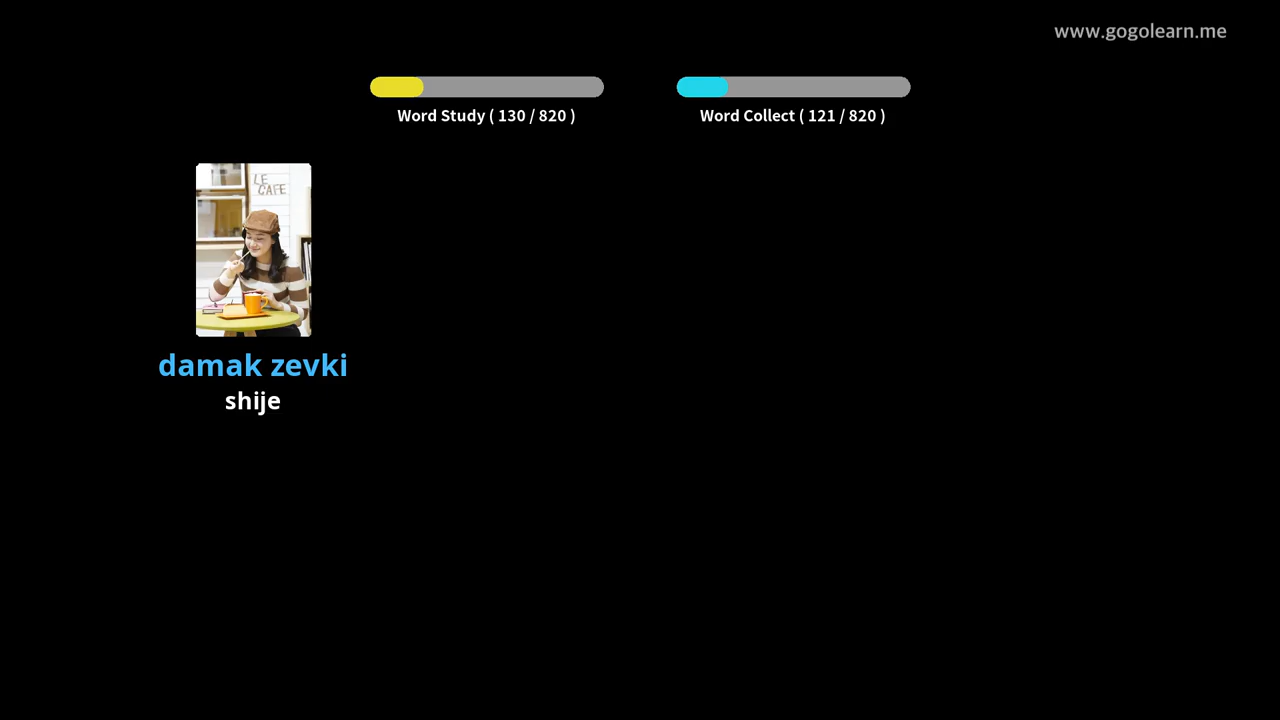 www.gogolearn.me
Word Study ( 130 / 820 )
Word Collect ( 121 / 820 )
LE
CAFE
damak zevki
shije